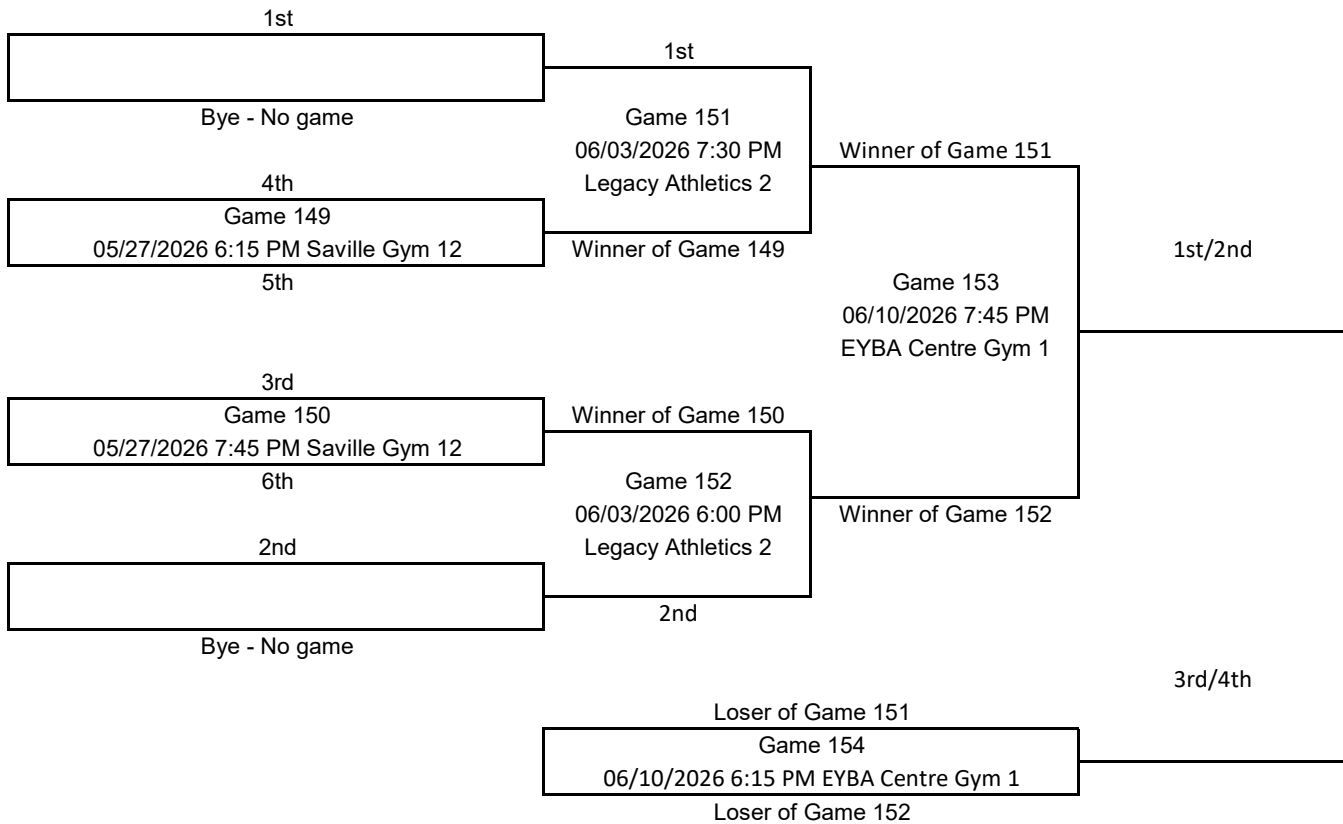 1st
1st
Bye - No game
Game 151
06/03/2026 7:30 PM
Legacy Athletics 2
Winner of Game 151
4th
Game 149
05/27/2026 6:15 PM Saville Gym 12
5th
Winner of Game 149
1st/2nd
Game 153
06/10/2026 7:45 PM
EYBA Centre Gym 1
3rd
Game 150
05/27/2026 7:45 PM Saville Gym 12
6th
Winner of Game 150
Game 152
06/03/2026 6:00 PM
Legacy Athletics 2
Winner of Game 152
2nd
2nd
Bye - No game
3rd/4th
Loser of Game 151
Game 154
06/10/2026 6:15 PM EYBA Centre Gym 1
Loser of Game 152